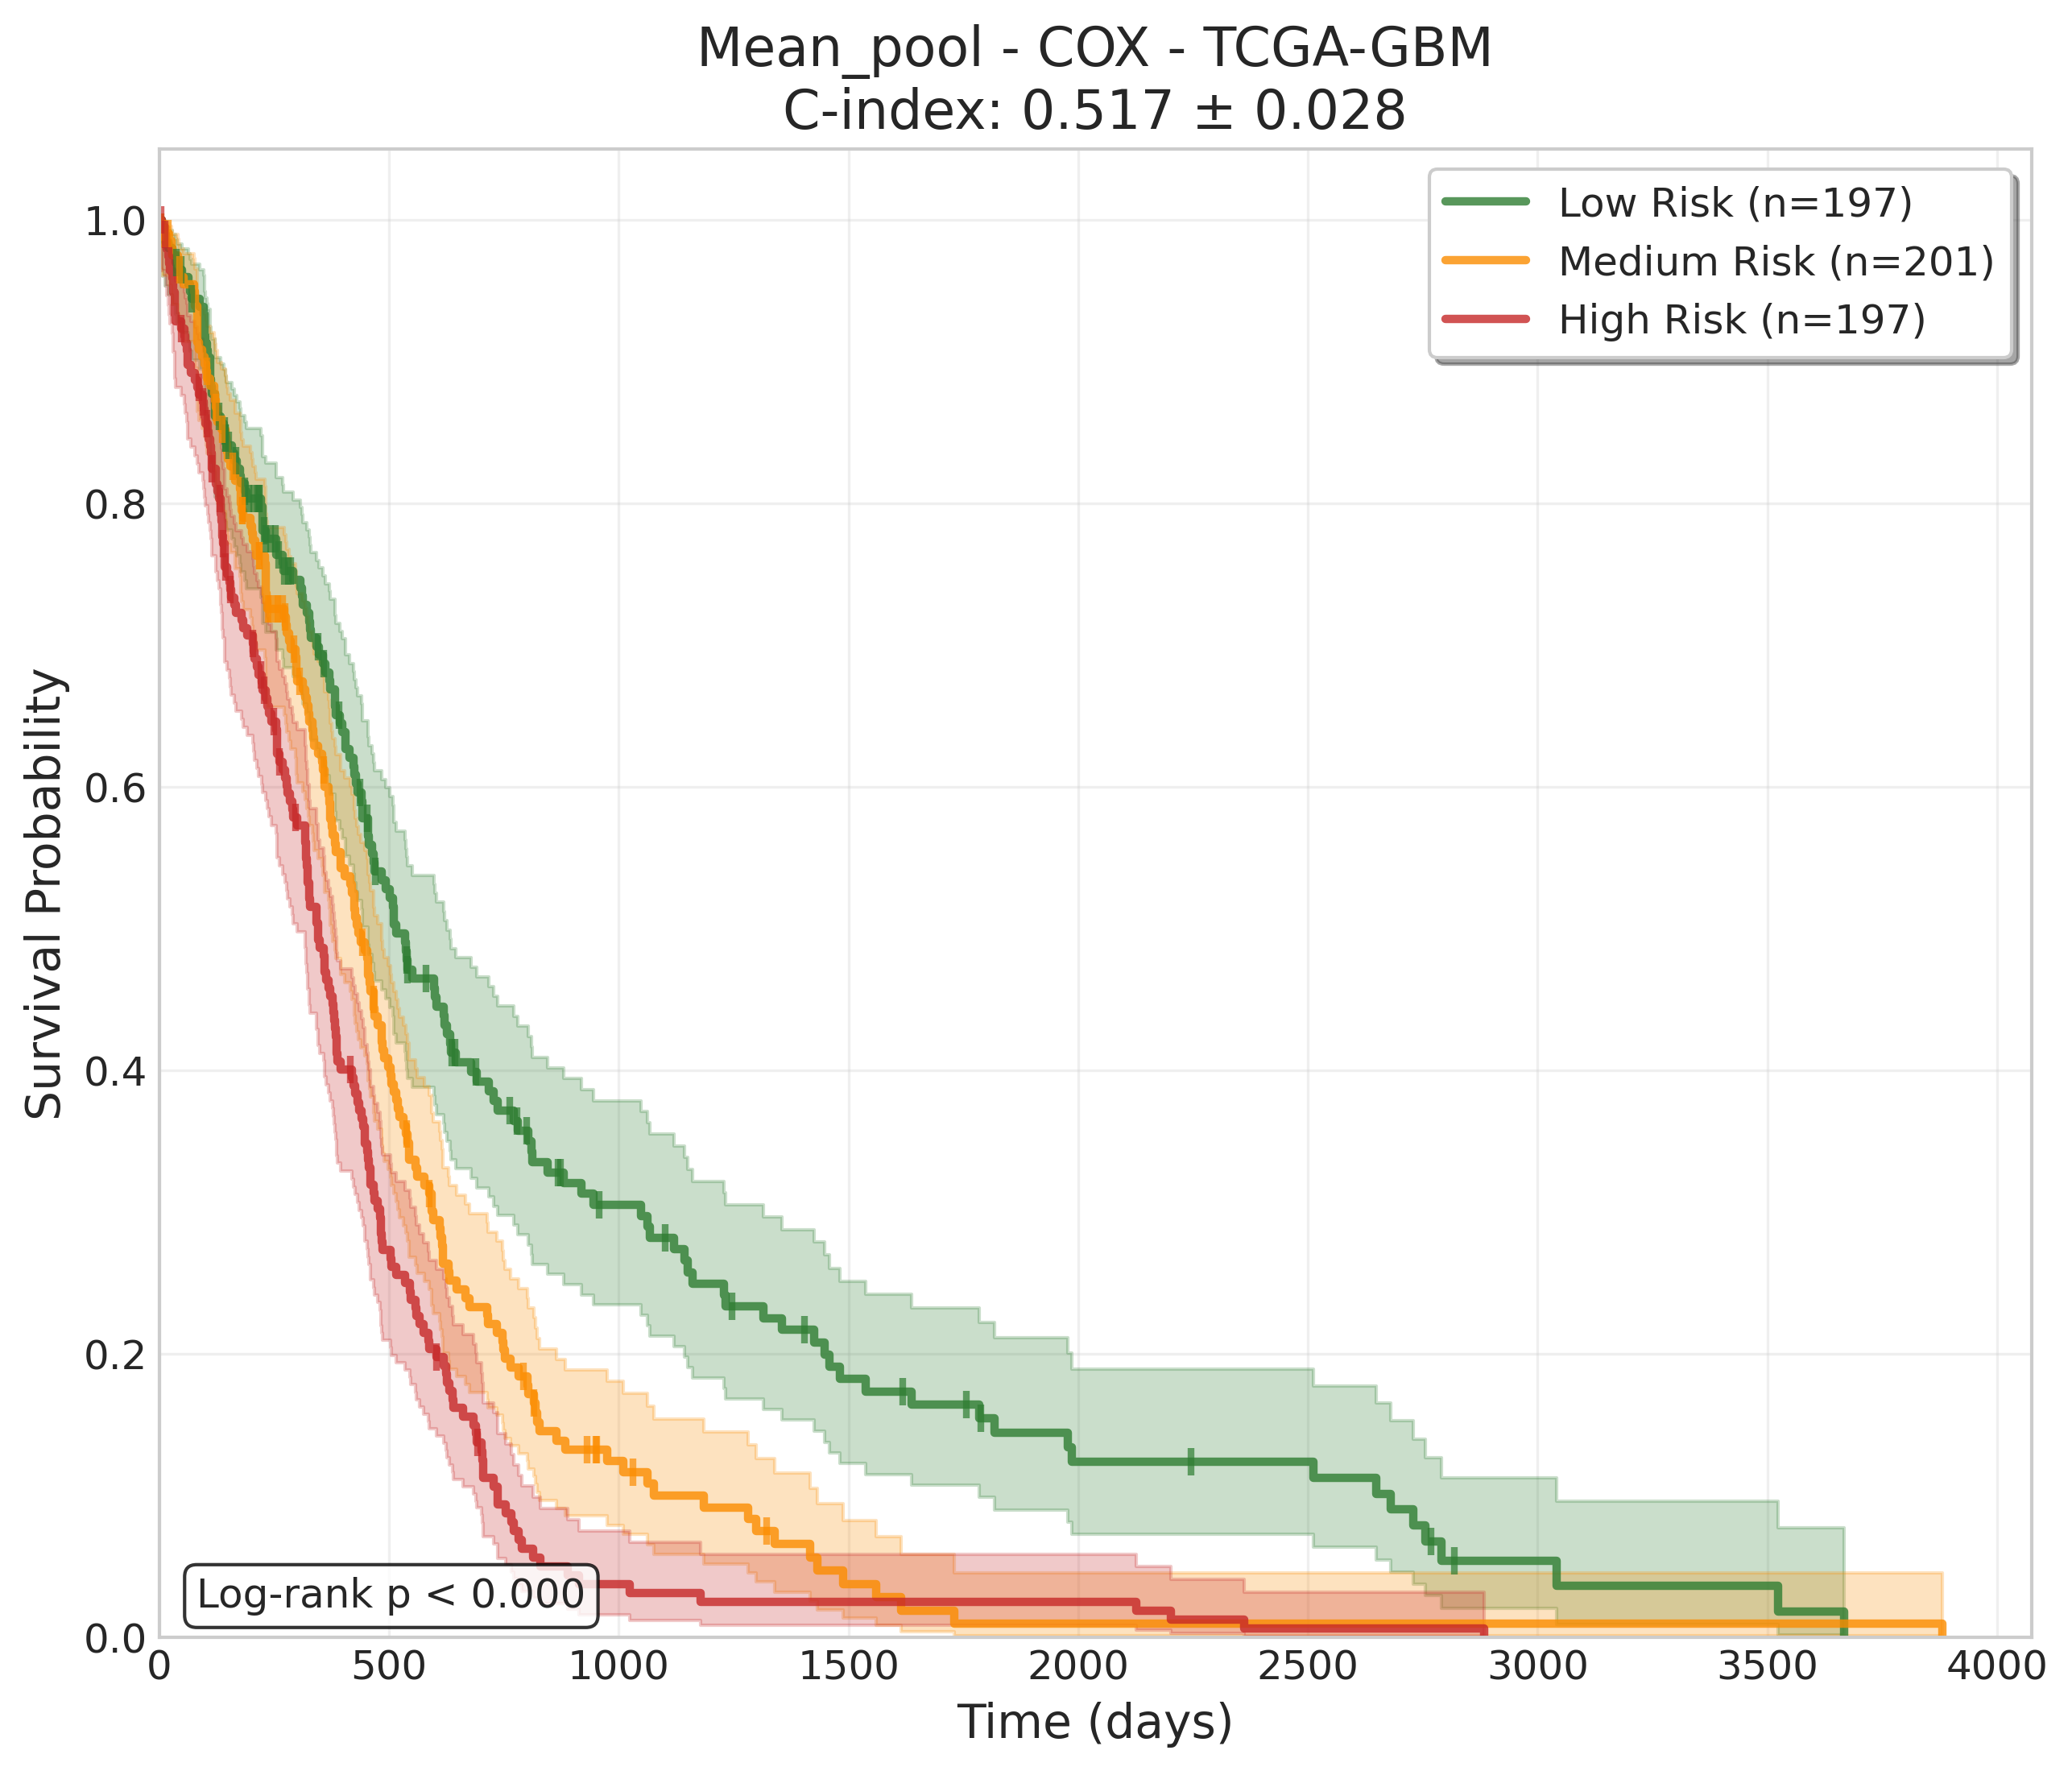 Mean_pool - COX - TCGA-GBM
C-index: 0.517 ± 0.028
Low Risk (n=197)
Medium Risk (n=201)
High Risk (n=197)
Survival Probability
1.0
0.8
0.6
0.4
0.2
0.0
Log-rank p < 0.000
0 500 1000 1500 2000 2500 3000 3500 4000
Time (days)